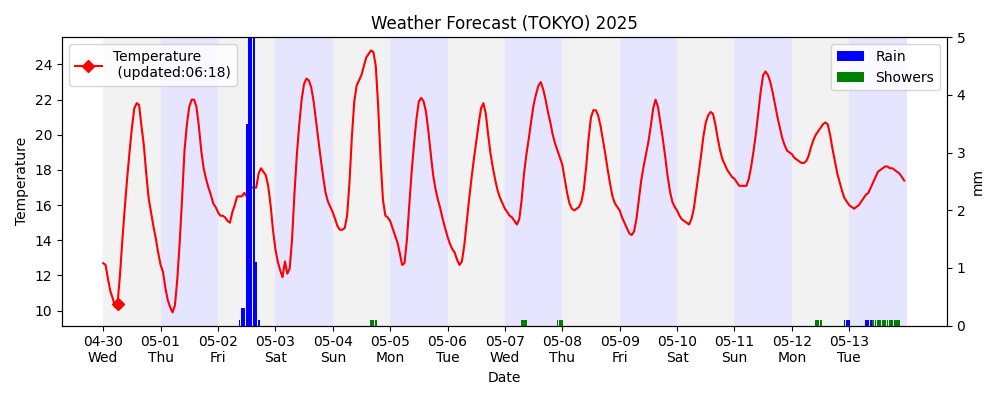 Weather Forecast (TOKYO) 2025
Temperature
(updated:06:18)
Rain
Showers
Temperature
24
22
20
18
16
14
12
10
5
4
3
2
1
0
mm
04-30 05-01 05-02 05-03 05-04 05-05 05-06 05-07 05-08 05-09 05-10 05-11 05-12 05-13
Wed Thu Fri Sat Sun Mon Tue Wed Thu Fri Sat Sun Mon Tue
Date